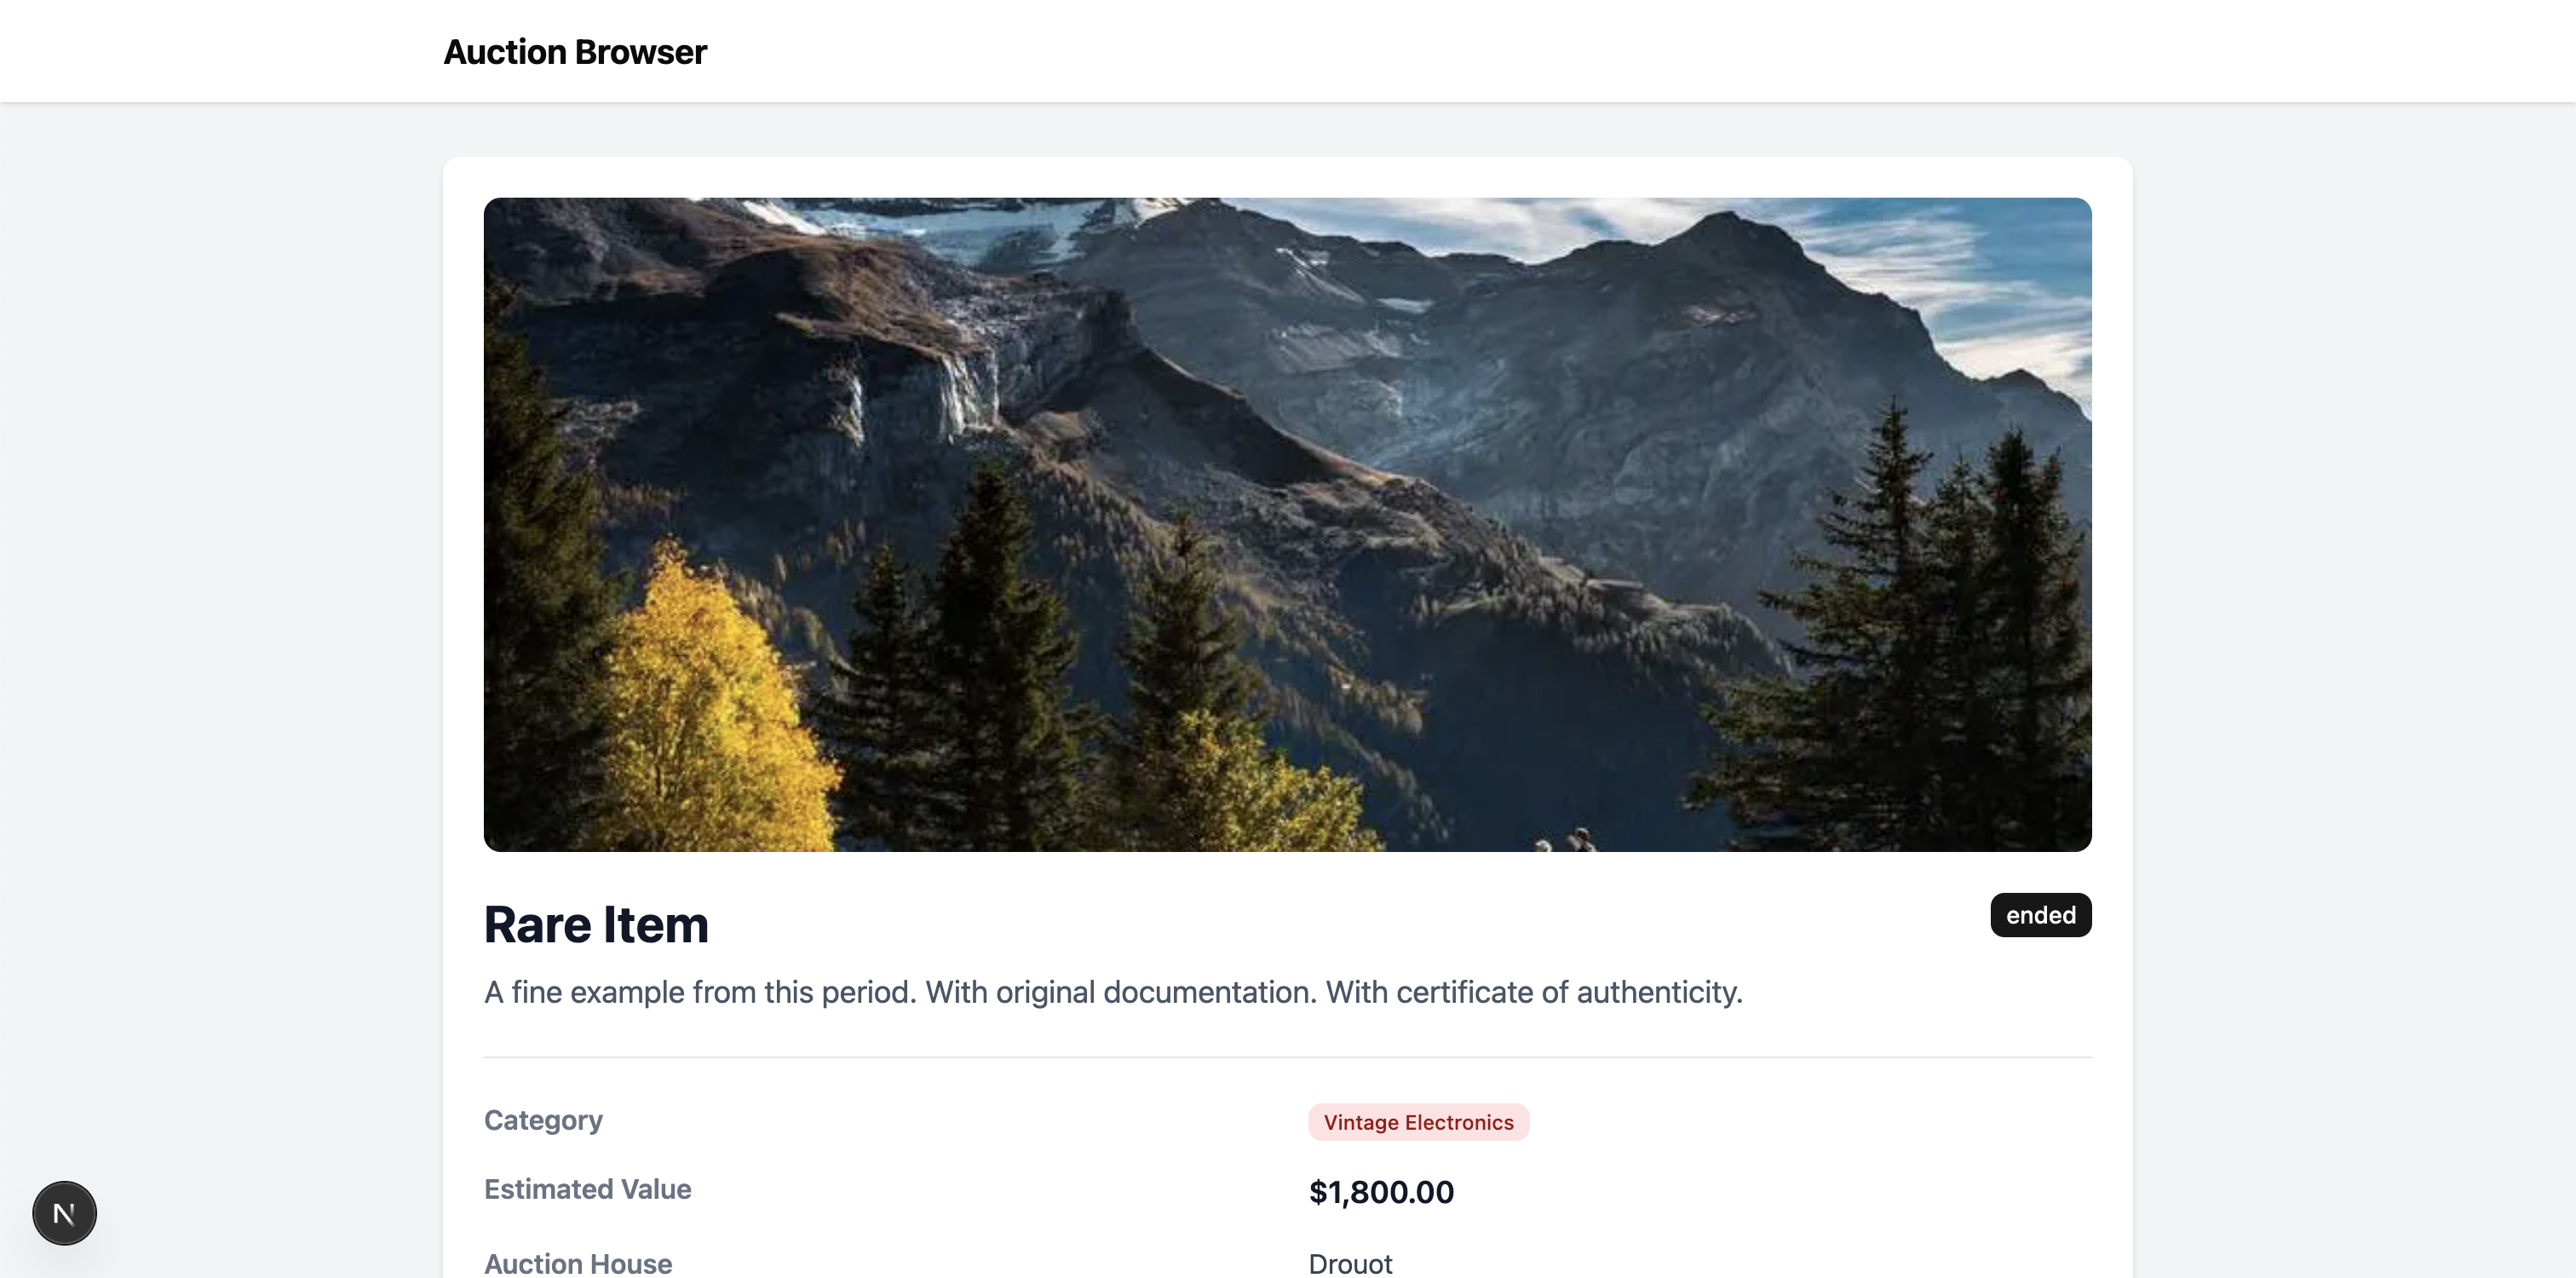 Auction Browser
Rare Item
ended
A fine example from this period. With original documentation. With certificate of authenticity.
Category
Vintage Electronics
Estimated Value
$1,800.00
N
Auction House
Drouot